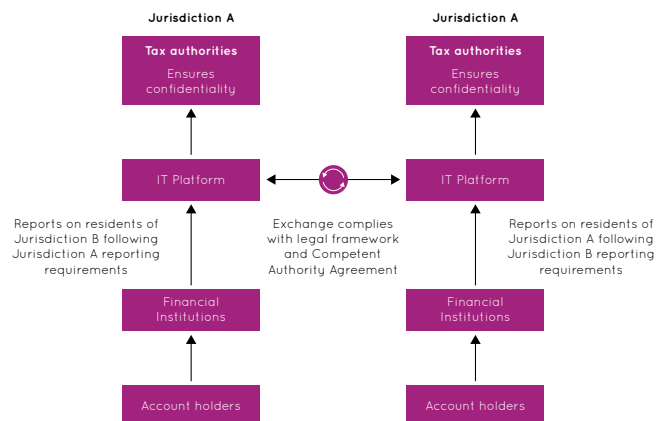 Jurisdiction A
Tax authorities
Ensures
confidentiality
IT Platform
Reports on residents of
Jurisdiction B following
Jurisdiction A reporting
requirements
Financial
Institutions
Account holders
Exchange complies
with legal framework
and Competent
Authority Agreement
Jurisdiction A
Tax authorities
Ensures
confidentiality
IT Platform
Reports on residents of
Jurisdiction A following
Jurisdiction B reporting
requirements
Financial
Institutions
Account holders